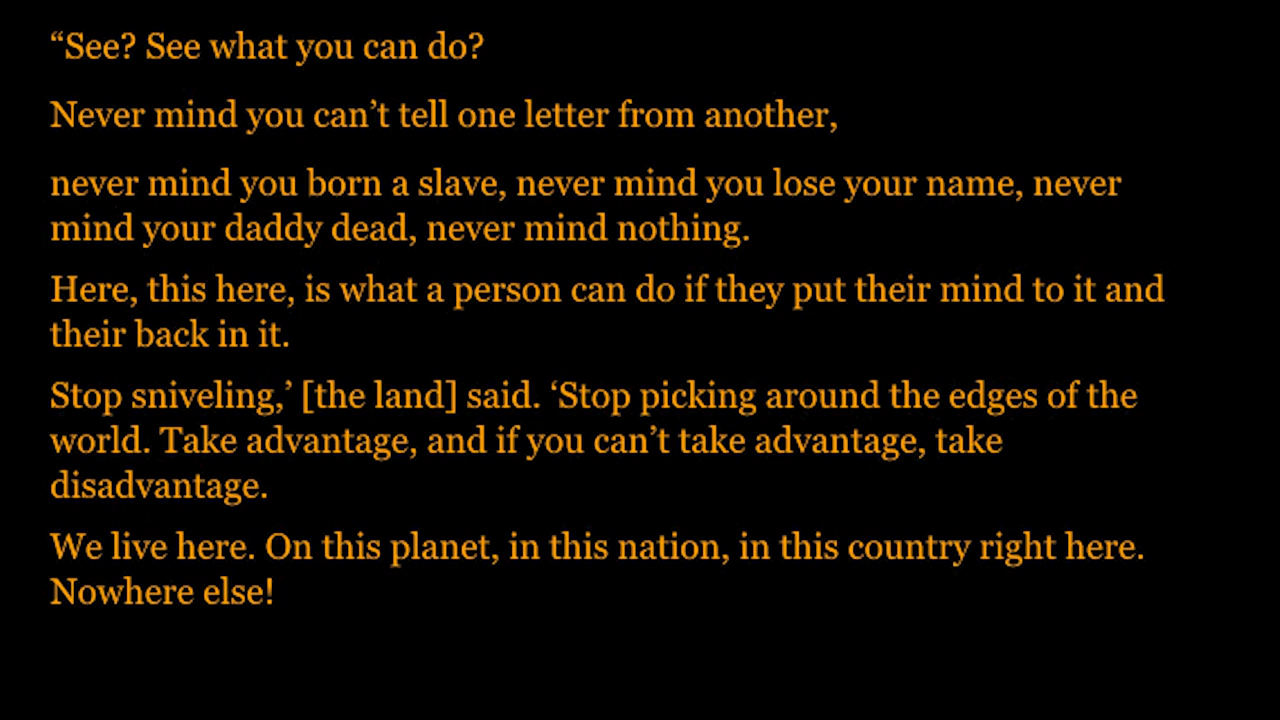 “See? See what you can do?
Never mind you can’t tell one letter from another,
never mind you born a slave, never mind you lose your name, never
mind your daddy dead, never mind nothing.
Here, this here, is what a person can do if they put their mind to it and
their back in it.
Stop sniveling,’ [the land] said. ‘Stop picking around the edges of the
world. Take advantage, and if you can’t take advantage, take
disadvantage.
We live here. On this planet, in this nation, in this country right here.
Nowhere else!